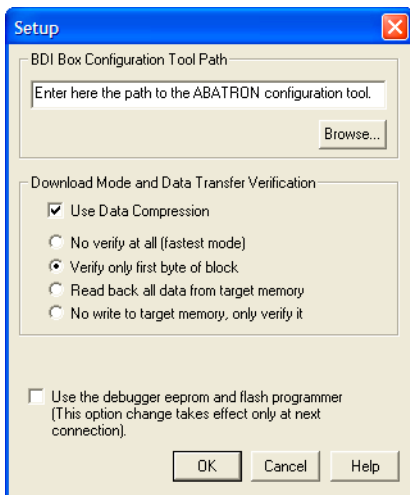 Setup
BDI Box Configuration Tool Path
Enter here the path to the ABATRON configuration tool.
Browse...
Download Mode and Data Transfer Verification
Use Data Compression
No verify at all (fastest mode)
Verify only first byte of block
Read back all data from target memory
No write to target memory, only verify it
Use the debugger eeprom and flash programmer
(This option change takes effect only at next
connection).
OK Cancel Help